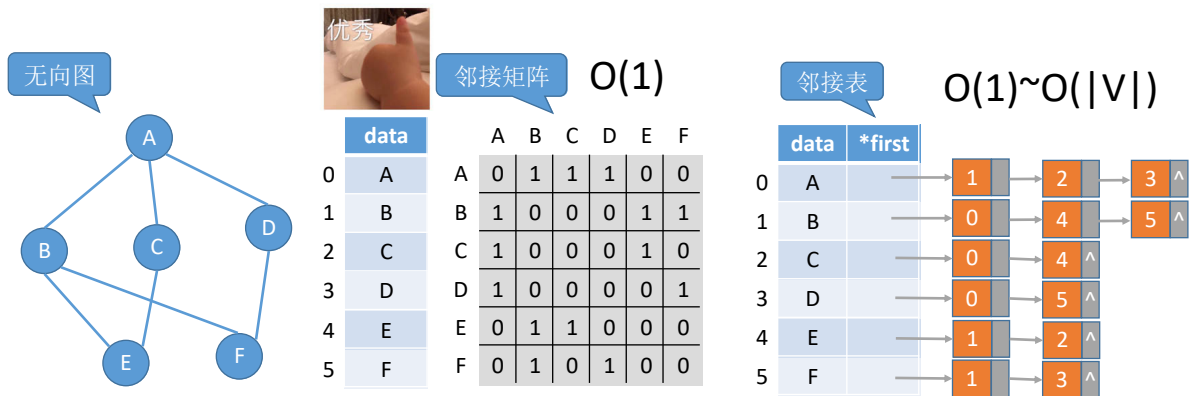 优秀
无向图
邻接矩阵
O(1)
邻接表
O(1)~O(|V|)
A
B
C
D
E
F
data
0 A
1 B
2 C
3 D
4 E
5 F
A B C D E F
A 0 1 1 1 0 0
B 1 0 0 0 1 1
C 1 0 0 0 1 0
D 1 0 0 0 0 1
E 0 1 1 0 0 0
F 0 1 0 1 0 0
data *first
0 A 1 2 3 ^
1 B 0 4 5 ^
2 C 0 4 ^
3 D 0 5 ^
4 E 1 2 ^
5 F 1 3 ^